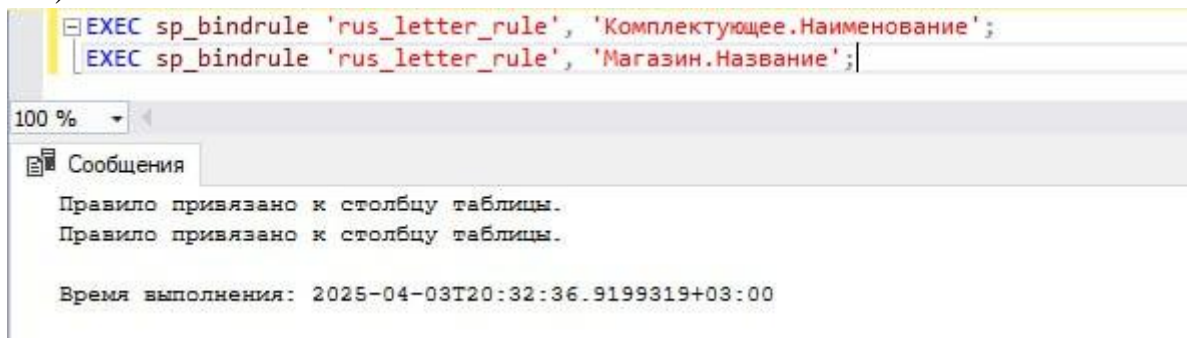 EXEC sp_bindrule 'rus_letter_rule', 'Комплектующее.Наименование';
EXEC sp_bindrule 'rus_letter_rule', 'Магазин.Название';
100 %
Сообщения
Правило привязано к столбцу таблицы.
Правило привязано к столбцу таблицы.
Время выполнения: 2025-04-03T20:32:36.9199319+03:00